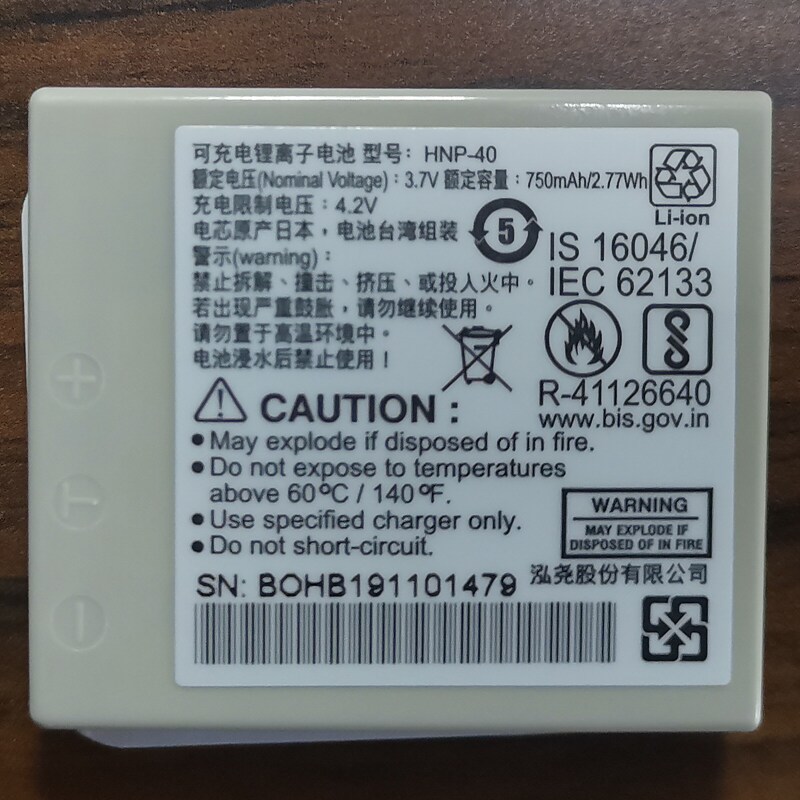 可充电锂离子电池 型号：HNP-40
额定电压(Nominal Voltage)：3.7V 额定容量：750mAh/2.77Wh
充电限制电压：4.2V
Li-ion
电芯原产日本，电池台湾组装
5
IS 16046/
IEC 62133
警示(warning)：
禁止拆解、撞击、挤压、或投入火中。
若出现严重鼓胀，请勿继续使用。
请勿置于高温环境中。
电池浸水后禁止使用！
R-41126640
www.bis.gov.in
CAUTION :
● May explode if disposed of in fire.
● Do not expose to temperatures
above 60°C / 140°F.
● Use specified charger only.
● Do not short-circuit.
WARNING
MAY EXPLODE IF
DISPOSED OF IN FIRE
SN: BOHB191101479
泓尧股份有限公司
+
T
−